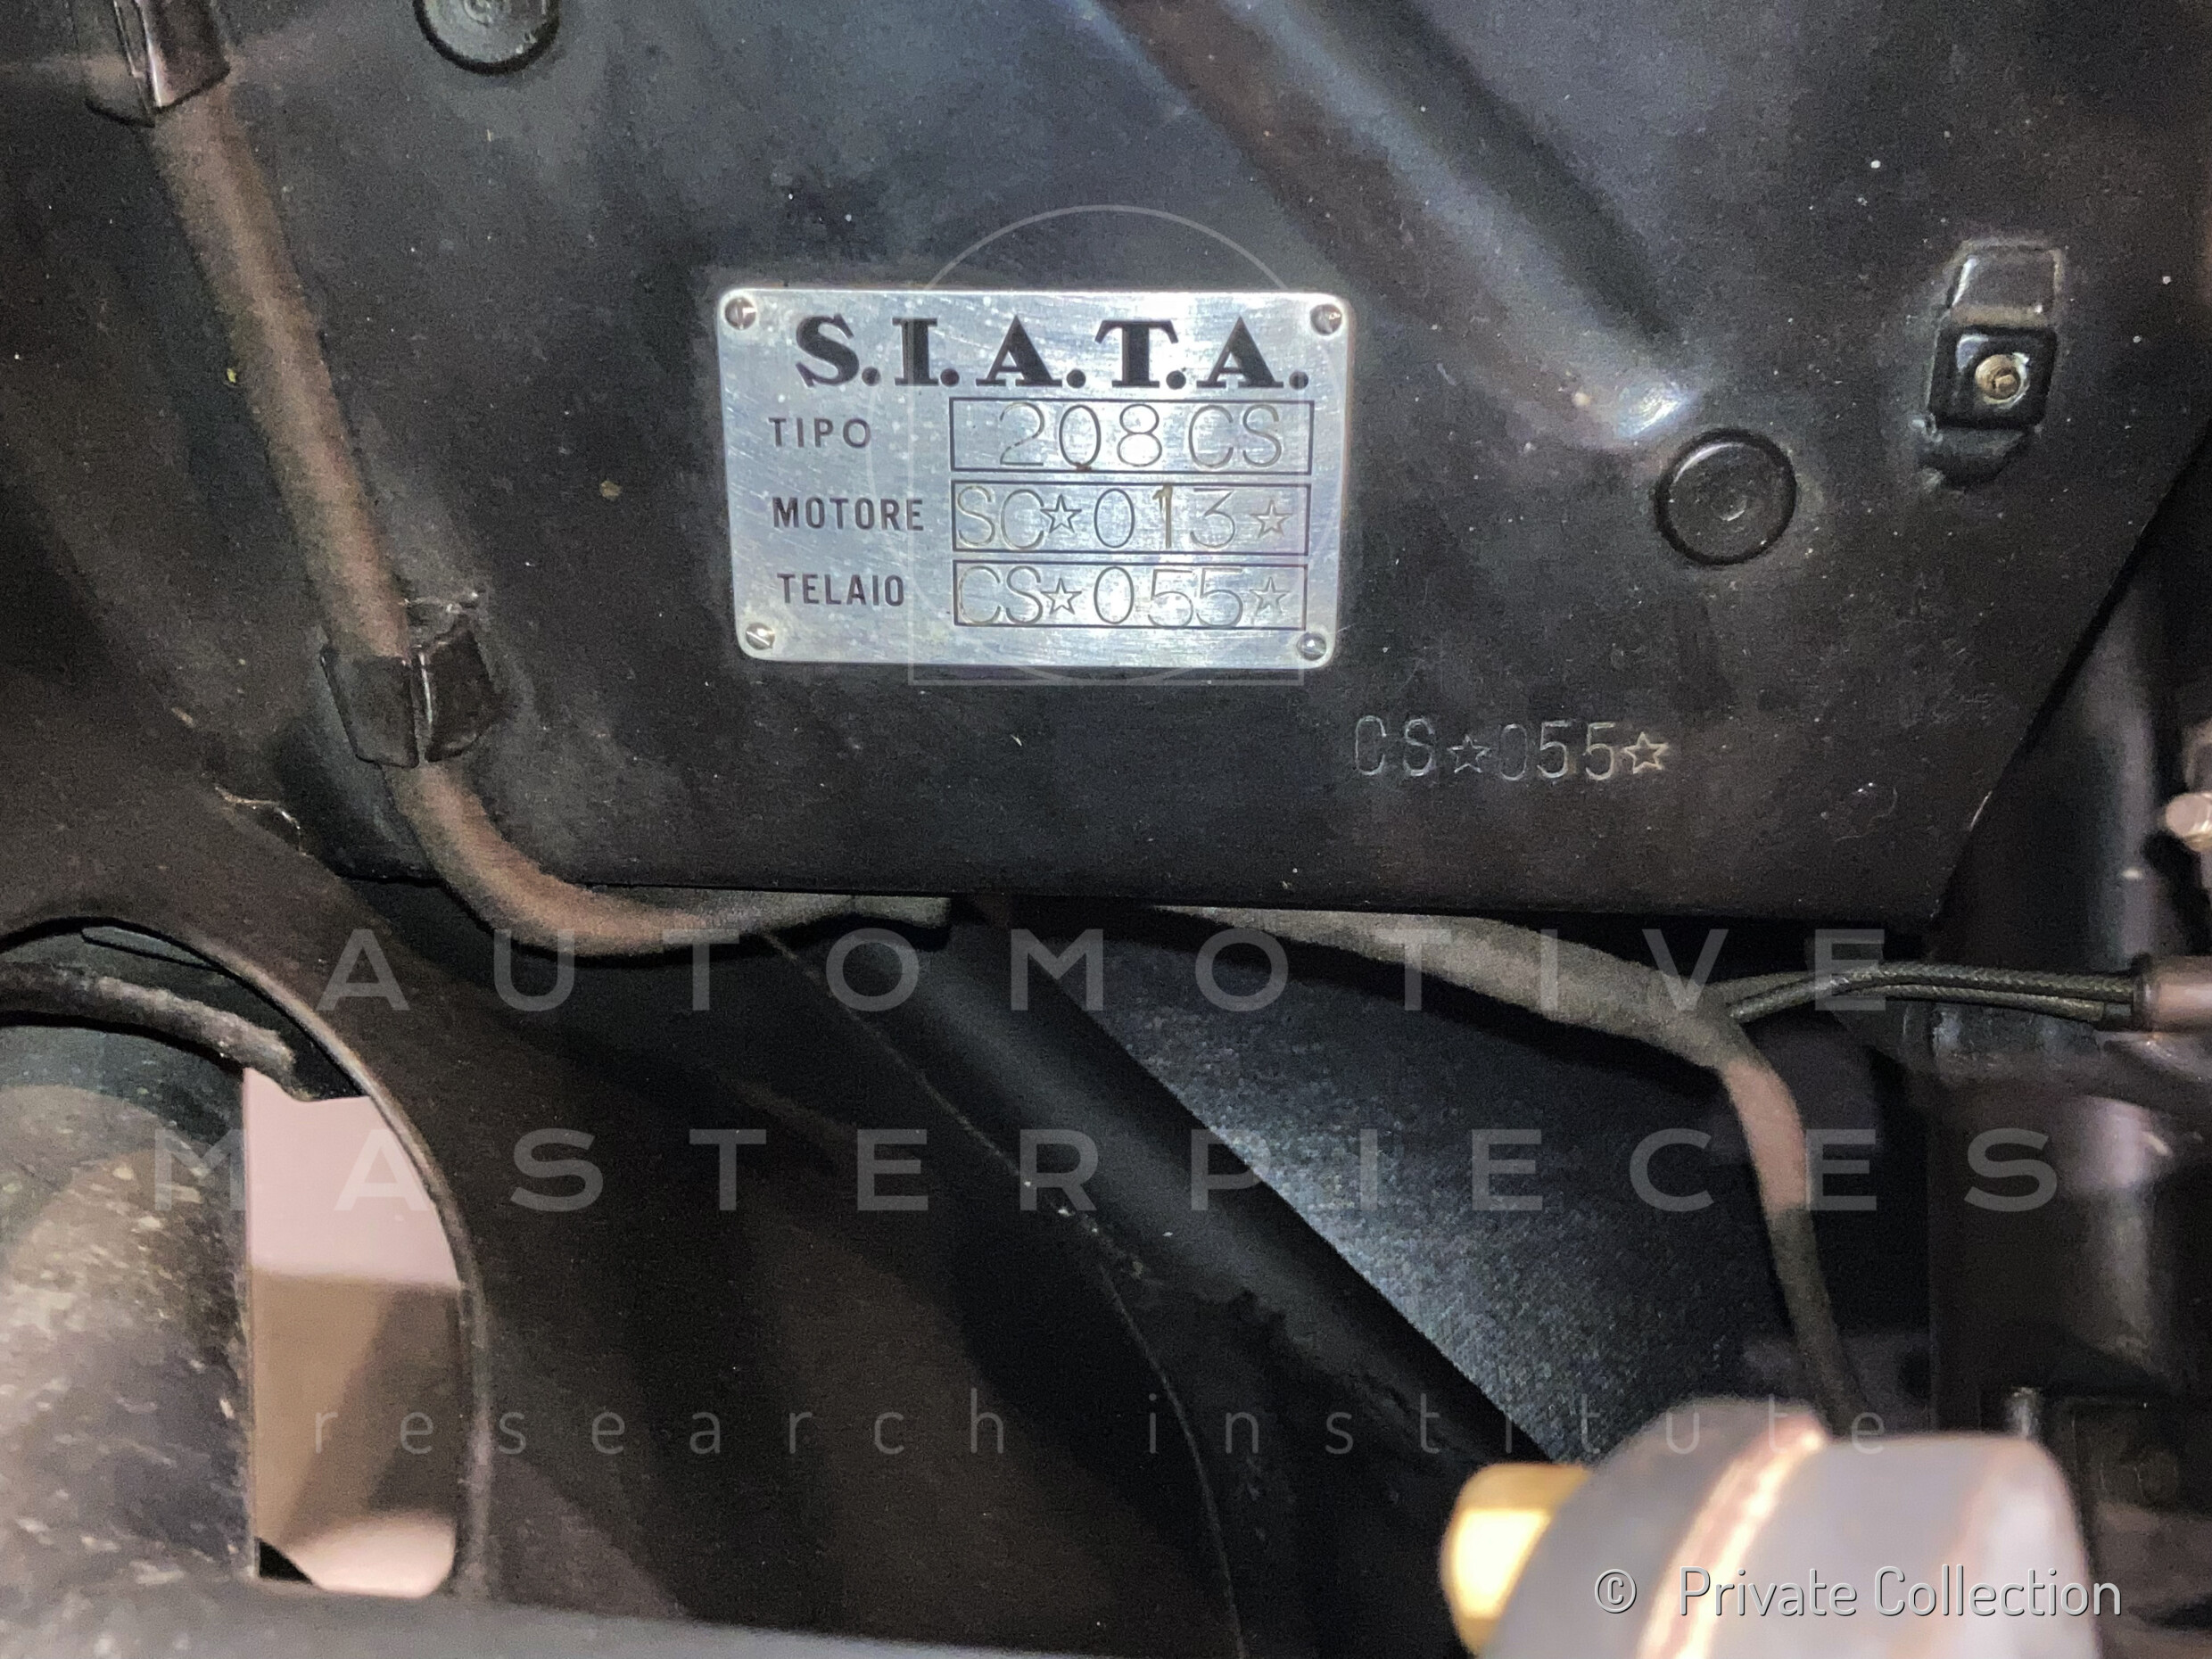 S.I.A.T.A.
TIPO 208 CS
MOTORE SC☆013☆
TELAIO CS☆055☆
CS☆055☆
AUTOMOTIVE
MASTERPIECES
research institute
© Private Collection